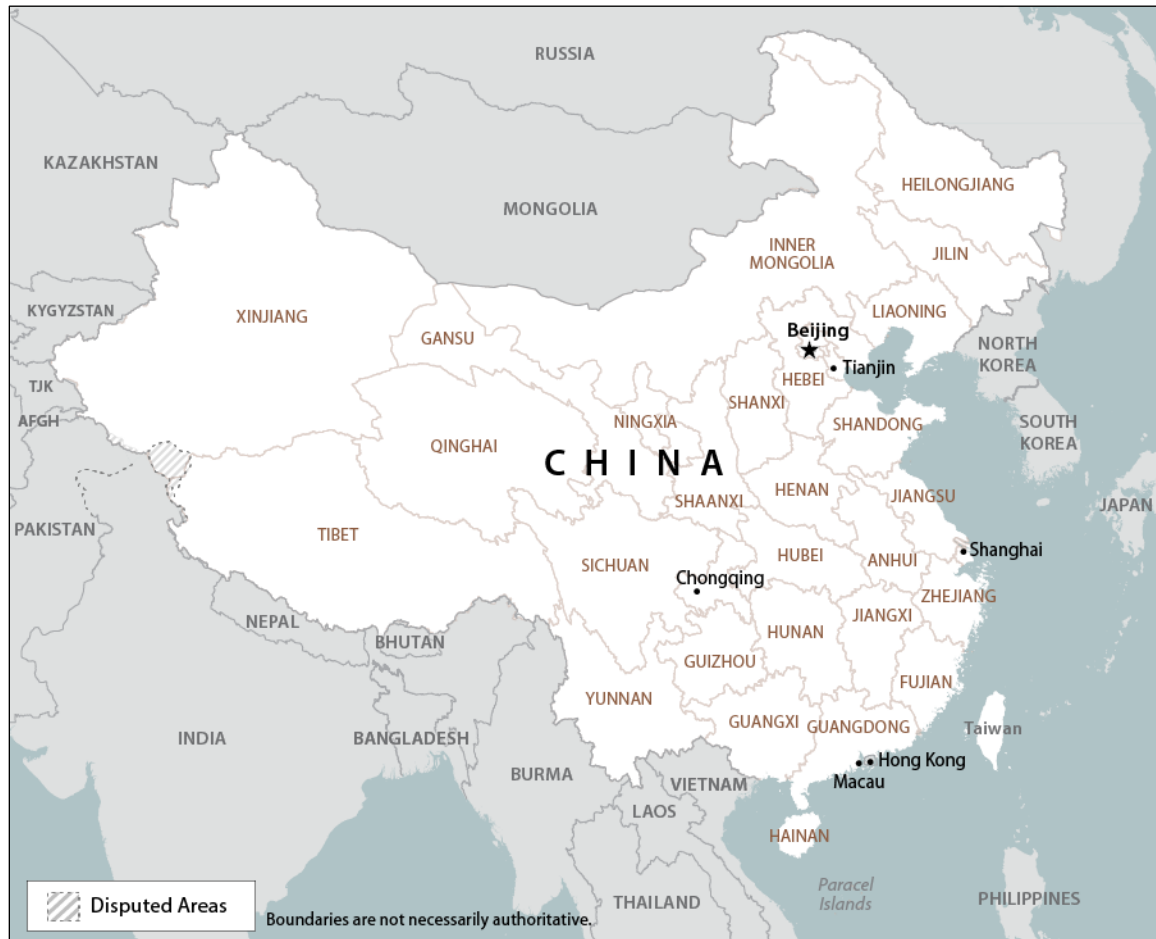 RUSSIA
KAZAKHSTAN
HEILONGJIANG
MONGOLIA
INNER
MONGOLIA
JILIN
KYGYZSTAN
XINJIANG
GANSU
LIAONING
Beijing
NORTH
KOREA
Tianjin
HEBEI
TJK
AFGH
SHANXI
NINGXIA
SHANDONG
SOUTH
KOREA
QINGHAI
CHINA
HENAN
JIANGSU
SHAANXI
JAPAN
PAKISTAN
TIBET
SICHUAN
HUBEI
ANHUI
Shanghai
Chongqing
ZHEJIANG
JIANGXI
NEPAL
BHUTAN
HUNAN
GUIZHOU
FUJIAN
YUNNAN
GUANGXI
GUANGDONG
Taiwan
INDIA
BANGLADESH
BURMA
Hong Kong
Macau
VIETNAM
LAOS
HAINAN
Paracel
Islands
PHILIPPINES
THAILAND
Disputed Areas
Boundaries are not necessarily authoritative.